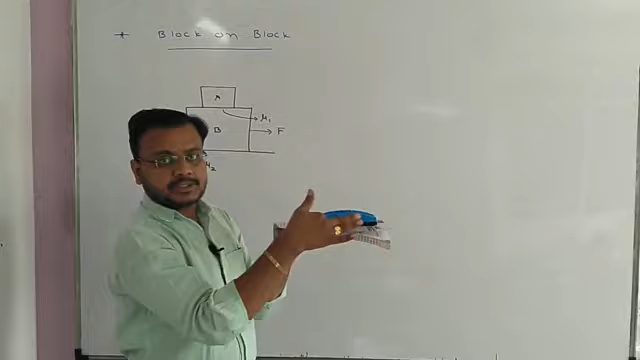 + Block on Block
A
μ₁
B
F
μ₂